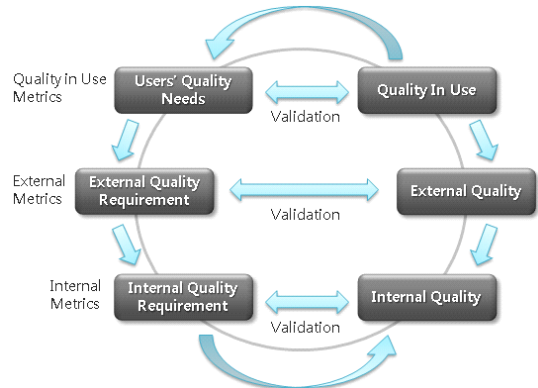 Quality in Use
Metrics
Users' Quality
Needs
Quality In Use
Validation
External
Metrics
External Quality
Requirement
External Quality
Validation
Internal
Metrics
Internal Quality
Requirement
Internal Quality
Validation